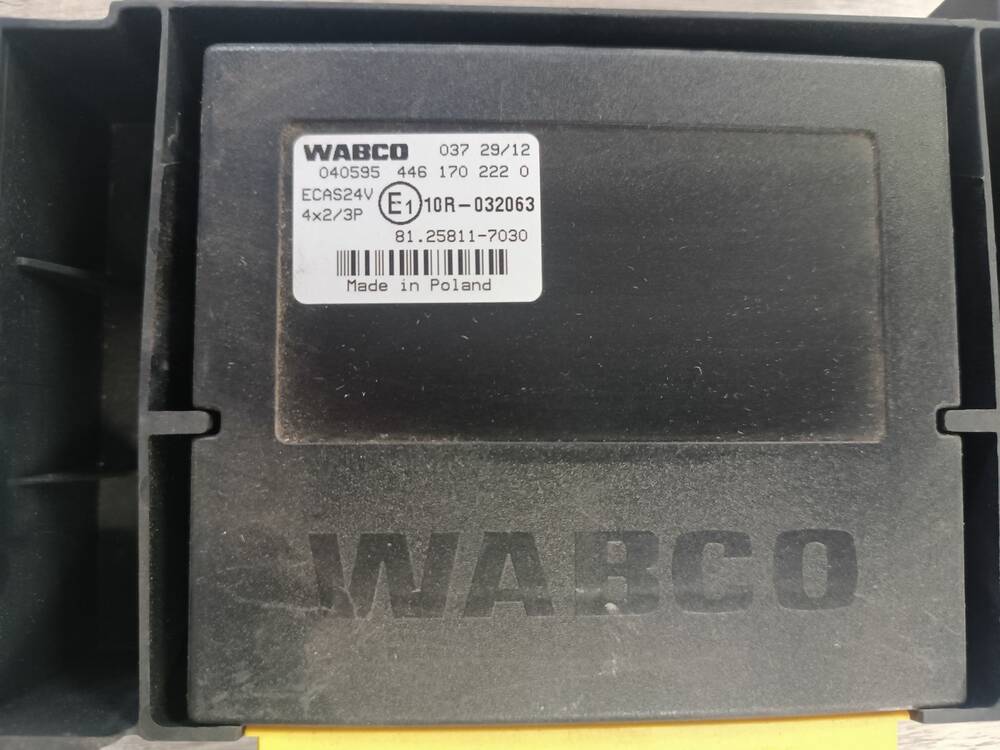 WABCO 037 29/12
040595 446 170 222 0
ECAS24V
4x2/3P
E1 10R-032063
81.25811-7030
Made in Poland
WABCO